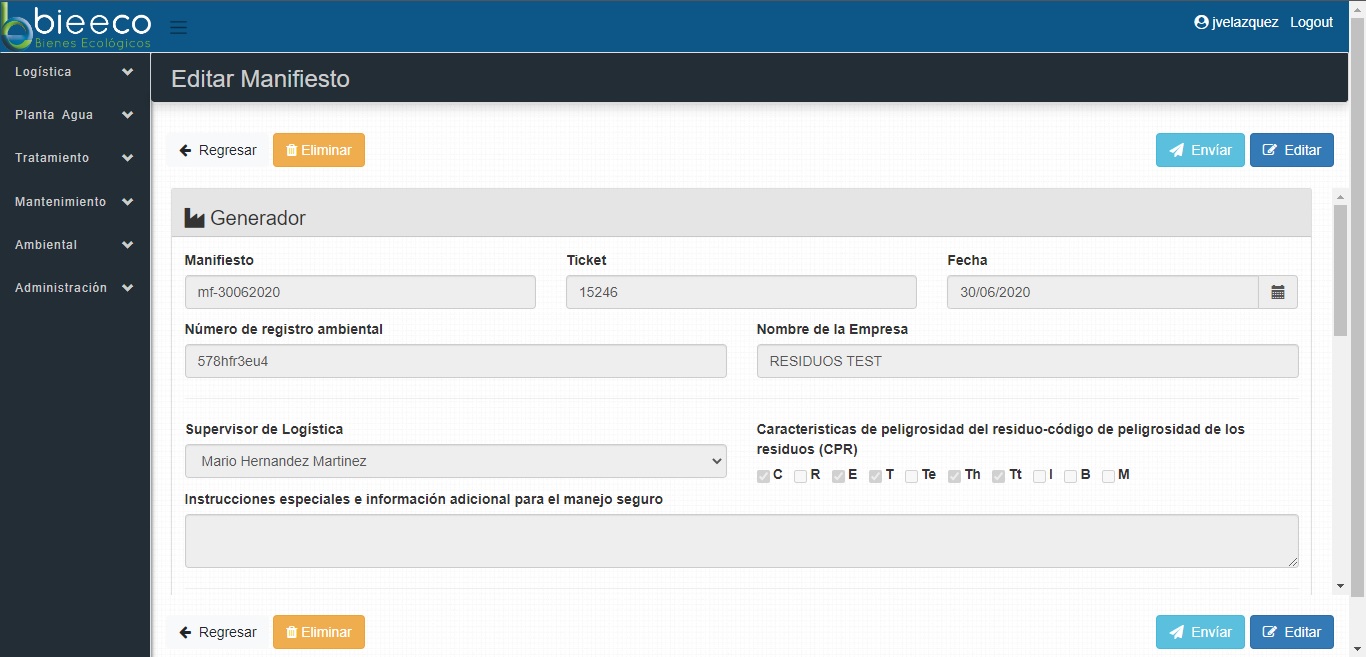 bieeco
Bienes Ecológicos
jvelazquez Logout
Logística
Planta Agua
Tratamiento
Mantenimiento
Ambiental
Administración
Editar Manifiesto
Regresar Eliminar Envíar Editar
Generador
Manifiesto Ticket Fecha
mf-30062020 15246 30/06/2020
Número de registro ambiental Nombre de la Empresa
578hfr3eu4 RESIDUOS TEST
Supervisor de Logística
Mario Hernandez Martinez
Caracteristicas de peligrosidad del residuo-código de peligrosidad de los
residuos (CPR)
C R E T Te Th Tt I B M
Instrucciones especiales e información adicional para el manejo seguro
Regresar Eliminar Envíar Editar